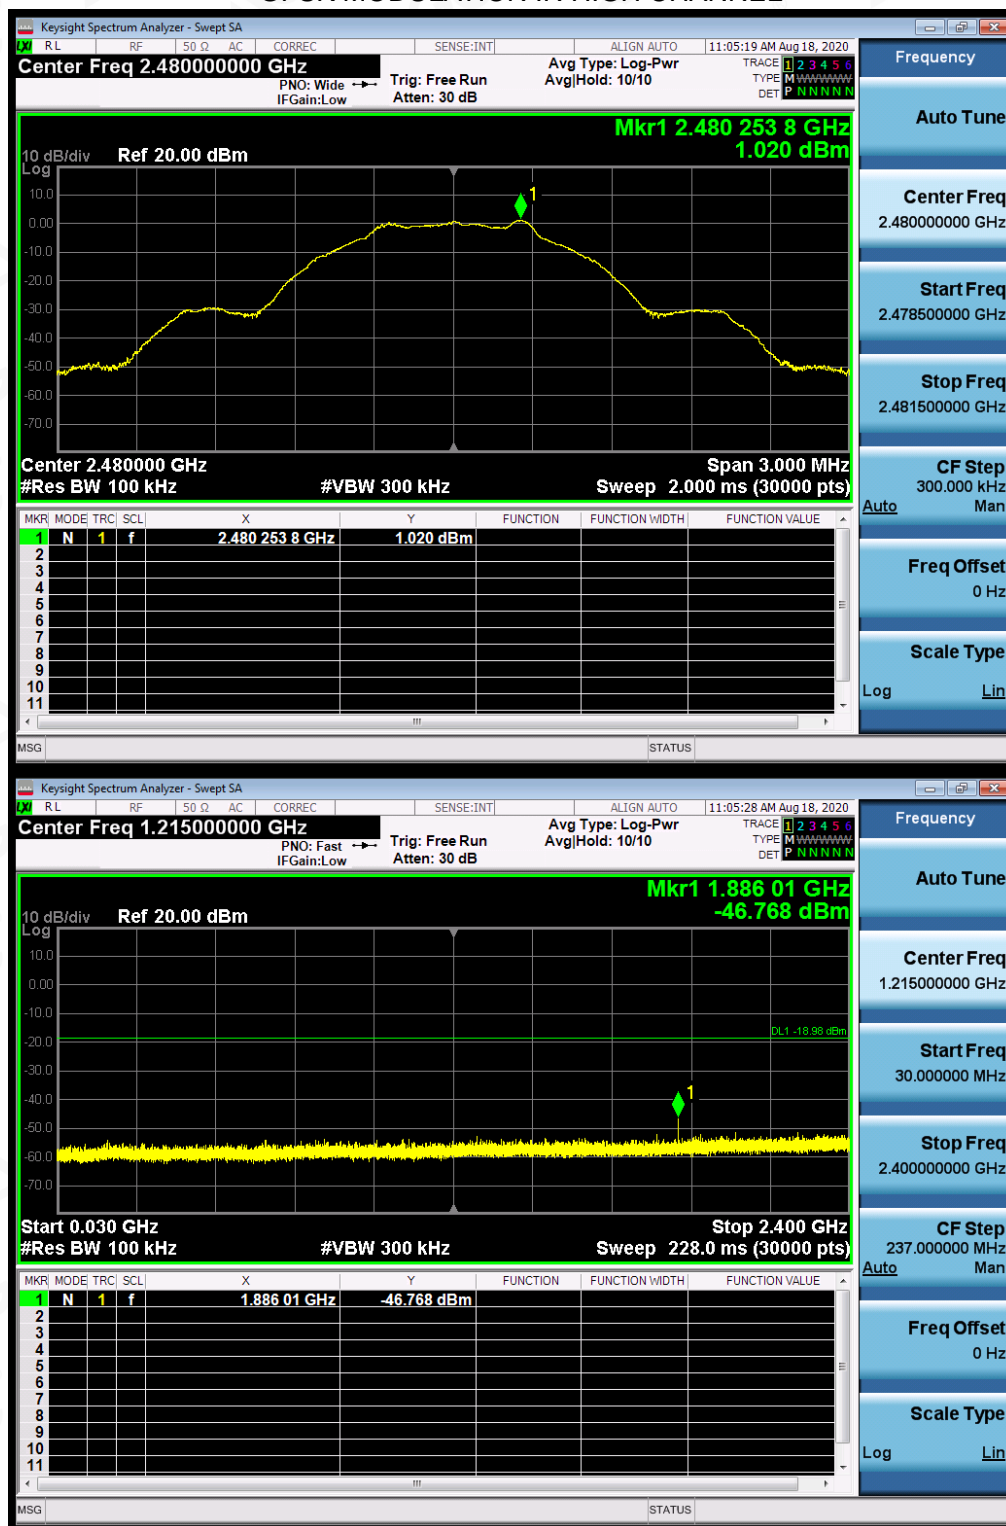 Keysight Spectrum Analyzer - Swept SA
LXI RL RF 50 Ω AC CORREC SENSE:INT ALIGN AUTO 11:05:19 AM Aug 18, 2020
Center Freq 2.480000000 GHz
PNO: Wide
IFGain:Low
Trig: Free Run
Atten: 30 dB
Avg Type: Log-Pwr
Avg|Hold: 10/10
TRACE 1 2 3 4 5 6
TYPE M WWWWW
DET P N N N N N
Mkr1 2.480 253 8 GHz
1.020 dBm
10 dB/div Ref 20.00 dBm
Log
10.0
0.00
-10.0
-20.0
-30.0
-40.0
-50.0
-60.0
-70.0
1
Center 2.480000 GHz Span 3.000 MHz
#Res BW 100 kHz #VBW 300 kHz Sweep 2.000 ms (30000 pts)
MKR MODE TRC SCL X Y FUNCTION FUNCTION WIDTH FUNCTION VALUE
1 N 1 f 2.480 253 8 GHz 1.020 dBm
2
3
4
5
6
7
8
9
10
11
MSG STATUS
Frequency
Auto Tune
Center Freq
2.480000000 GHz
Start Freq
2.478500000 GHz
Stop Freq
2.481500000 GHz
CF Step
300.000 kHz
Auto Man
Freq Offset
0 Hz
Scale Type
Log Lin
Keysight Spectrum Analyzer - Swept SA
LXI RL RF 50 Ω AC CORREC SENSE:INT ALIGN AUTO 11:05:28 AM Aug 18, 2020
Center Freq 1.215000000 GHz
PNO: Fast
IFGain:Low
Trig: Free Run
Atten: 30 dB
Avg Type: Log-Pwr
Avg|Hold: 10/10
TRACE 1 2 3 4 5 6
TYPE M WWWWW
DET P N N N N N
Mkr1 1.886 01 GHz
-46.768 dBm
10 dB/div Ref 20.00 dBm
Log
10.0
0.00
-10.0
-20.0
-30.0
-40.0
-50.0
-60.0
-70.0
DL1 -18.98 dBm
1
Start 0.030 GHz Stop 2.400 GHz
#Res BW 100 kHz #VBW 300 kHz Sweep 228.0 ms (30000 pts)
MKR MODE TRC SCL X Y FUNCTION FUNCTION WIDTH FUNCTION VALUE
1 N 1 f 1.886 01 GHz -46.768 dBm
2
3
4
5
6
7
8
9
10
11
MSG STATUS
Frequency
Auto Tune
Center Freq
1.215000000 GHz
Start Freq
30.000000 MHz
Stop Freq
2.400000000 GHz
CF Step
237.000000 MHz
Auto Man
Freq Offset
0 Hz
Scale Type
Log Lin